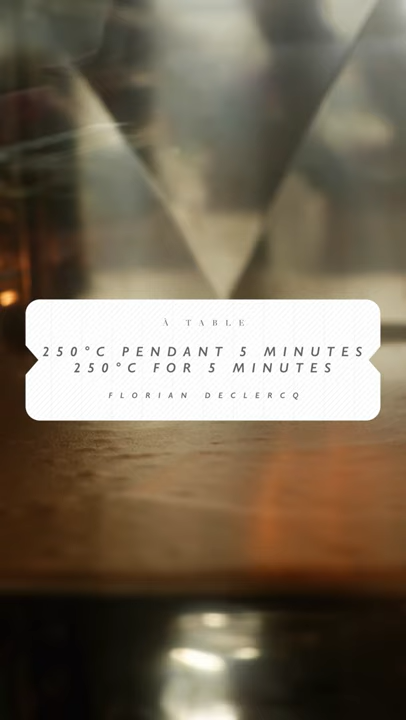 À TABLE
250°C PENDANT 5 MINUTES
250°C FOR 5 MINUTES
FLORIAN DECLERCQ